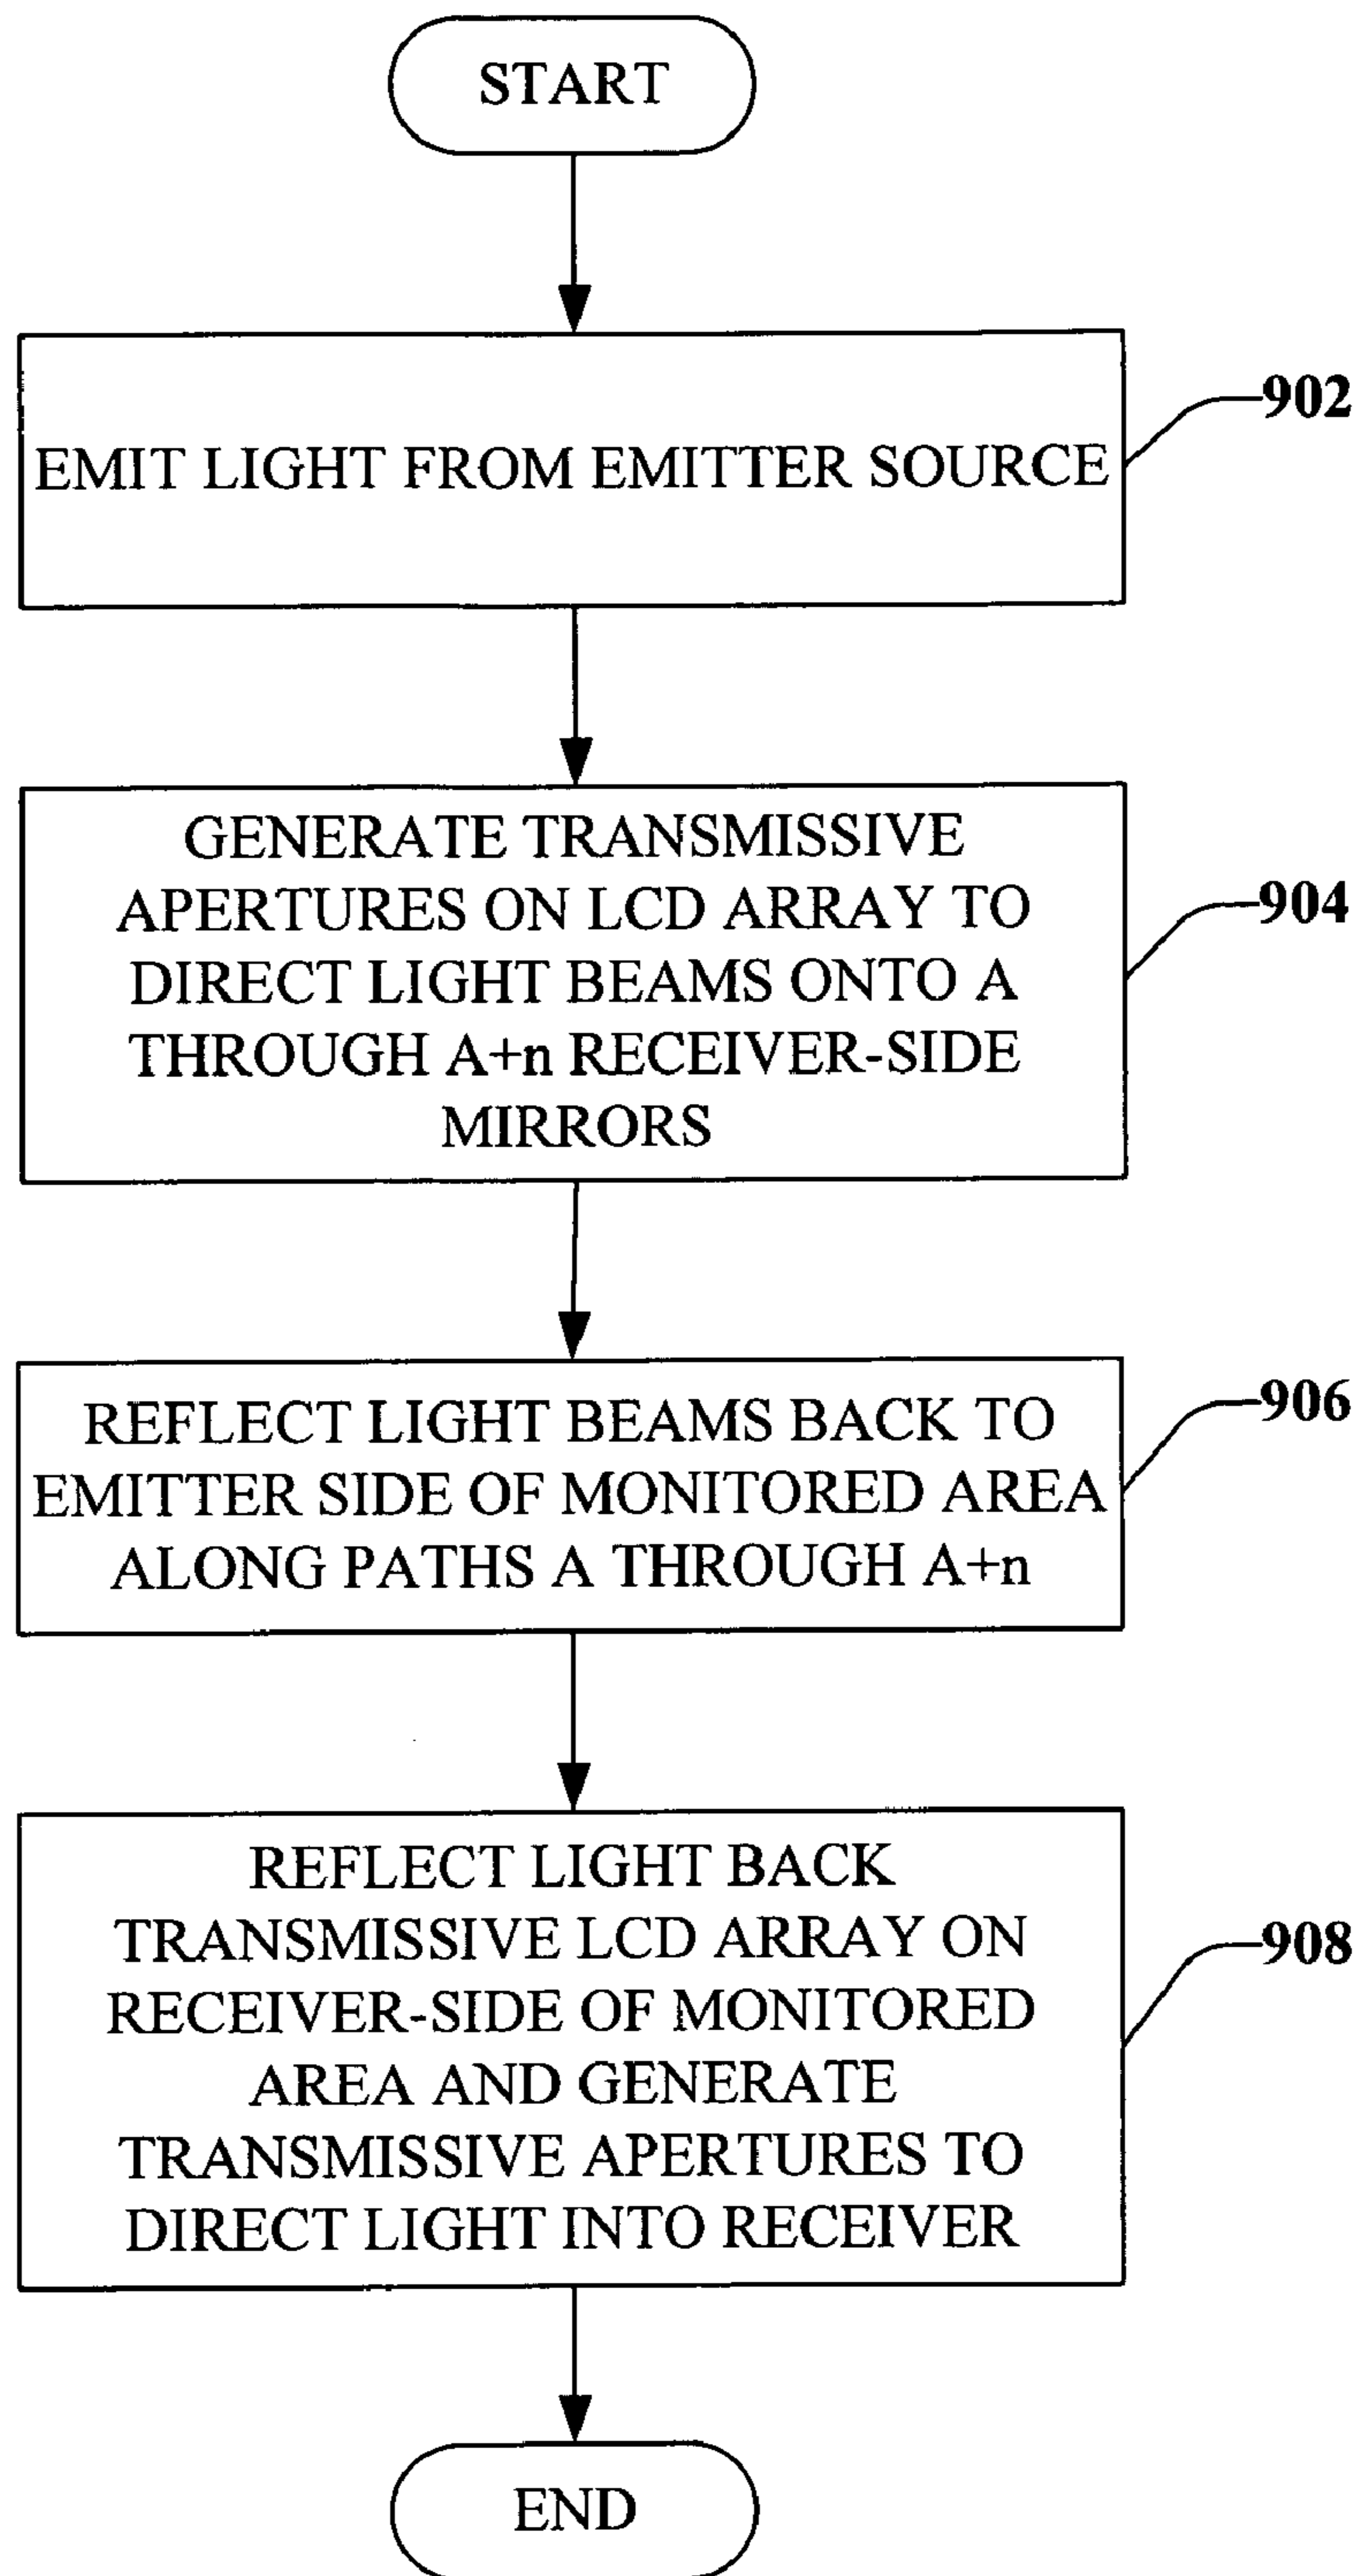 START
EMIT LIGHT FROM EMITTER SOURCE
902
GENERATE TRANSMISSIVE
APERTURES ON LCD ARRAY TO
DIRECT LIGHT BEAMS ONTO A
THROUGH A+n RECEIVER-SIDE
MIRRORS
904
REFLECT LIGHT BEAMS BACK TO
EMITTER SIDE OF MONITORED AREA
ALONG PATHS A THROUGH A+n
906
REFLECT LIGHT BACK
TRANSMISSIVE LCD ARRAY ON
RECEIVER-SIDE OF MONITORED
AREA AND GENERATE
TRANSMISSIVE APERTURES TO
DIRECT LIGHT INTO RECEIVER
908
END